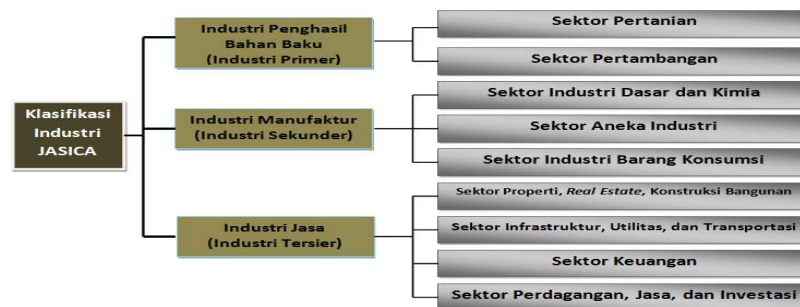 Klasifikasi
Industri
JASICA
Industri Penghasil
Bahan Baku
(Industri Primer)
Sektor Pertanian
Sektor Pertambangan
Industri Manufaktur
(Industri Sekunder)
Sektor Industri Dasar dan Kimia
Sektor Aneka Industri
Sektor Industri Barang Konsumsi
Industri Jasa
(Industri Tersier)
Sektor Properti, Real Estate, Konstruksi Bangunan
Sektor Infrastruktur, Utilitas, dan Transportasi
Sektor Keuangan
Sektor Perdagangan, Jasa, dan Investasi